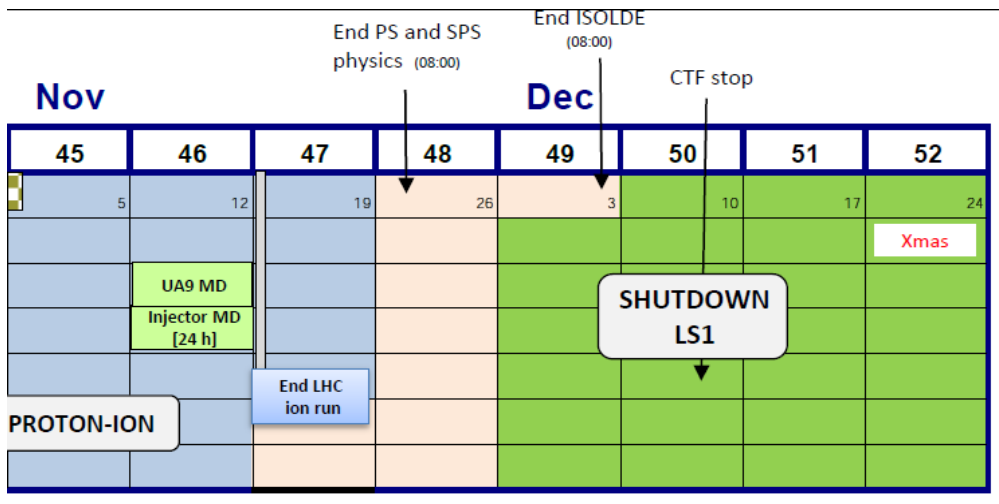 End PS and SPS
physics (08:00)
End ISOLDE
(08:00)
CTF stop
Nov
Dec
45 46 47 48 49 50 51 52
5 12 19 26 3 10 17 24
Xmas
UA9 MD
Injector MD
[24 h]
SHUTDOWN
LS1
End LHC
ion run
PROTON-ION